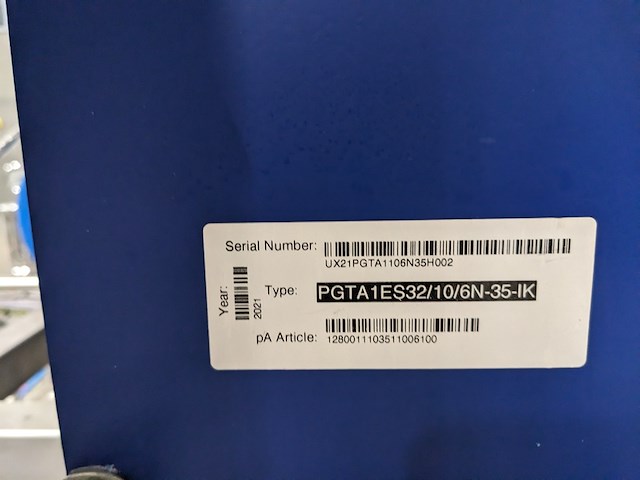 Serial Number:
UX21PGTA1106N35H002
Year:
2021
Type: PGTA1ES32/10/6N-35-IK
pA Article:
1280011103511006100